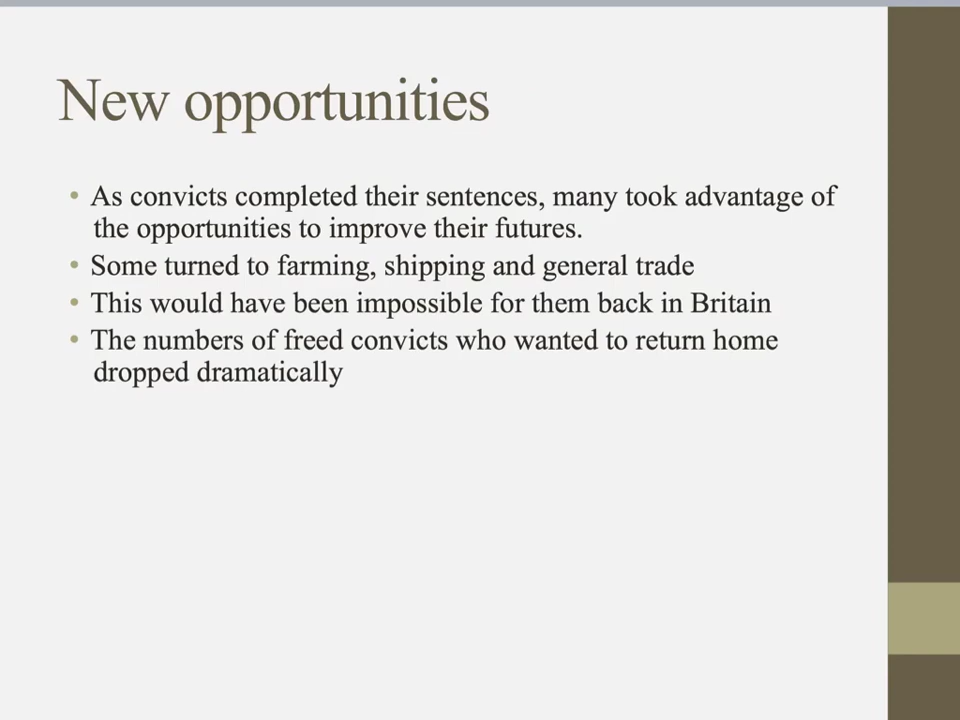 New opportunities
• As convicts completed their sentences, many took advantage of
the opportunities to improve their futures.
• Some turned to farming, shipping and general trade
• This would have been impossible for them back in Britain
• The numbers of freed convicts who wanted to return home
dropped dramatically